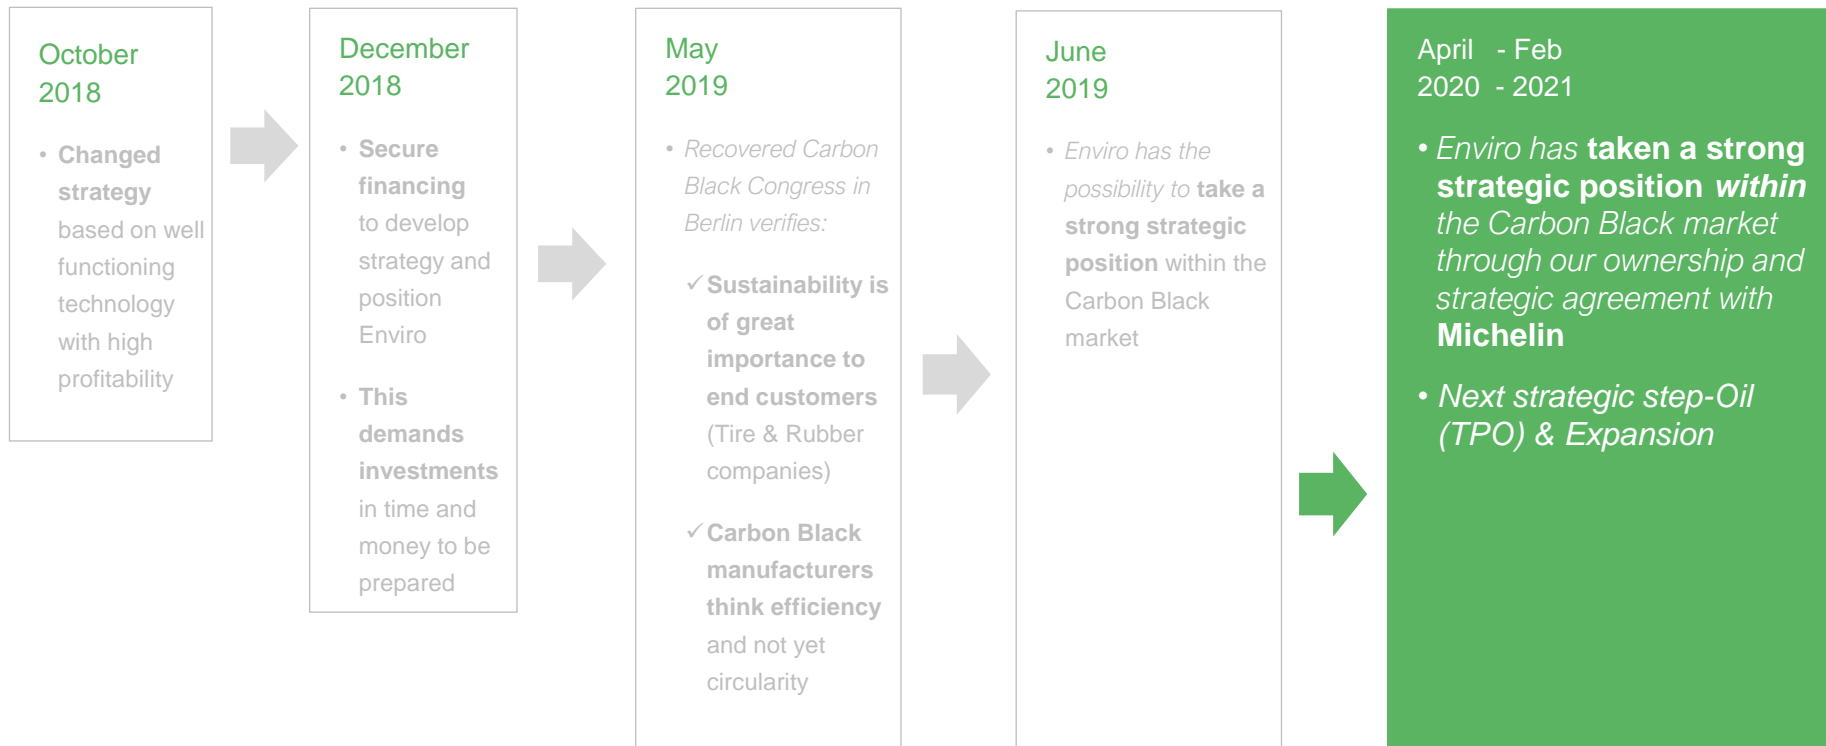 October
2018
• Changed
strategy
based on well
functioning
technology
with high
profitability
December
2018
• Secure
financing
to develop
strategy and
position
Enviro
• This
demands
investments
in time and
money to be
prepared
May
2019
• Recovered Carbon
Black Congress in
Berlin verifies:
✓ Sustainability is
of great
importance to
end customers
(Tire & Rubber
companies)
✓ Carbon Black
manufacturers
think efficiency
and not yet
circularity
June
2019
• Enviro has the
possibility to take a
strong strategic
position within the
Carbon Black
market
April - Feb
2020 - 2021
• Enviro has taken a strong
strategic position within
the Carbon Black market
through our ownership and
strategic agreement with
Michelin
• Next strategic step-Oil
(TPO) & Expansion